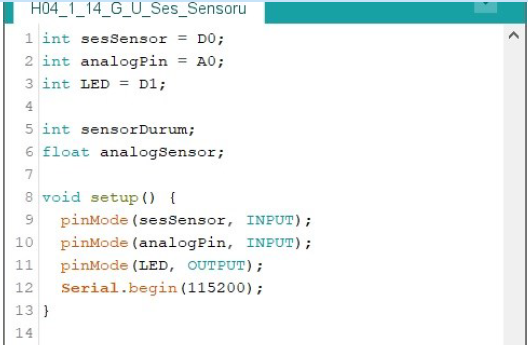 H04_1_14_G_U_Ses_Sensoru
1 int sesSensor = D0;
2 int analogPin = A0;
3 int LED = D1;
4
5 int sensorDurum;
6 float analogSensor;
7
8 void setup() {
9   pinMode(sesSensor, INPUT);
10   pinMode(analogPin, INPUT);
11   pinMode(LED, OUTPUT);
12   Serial.begin(115200);
13 }
14